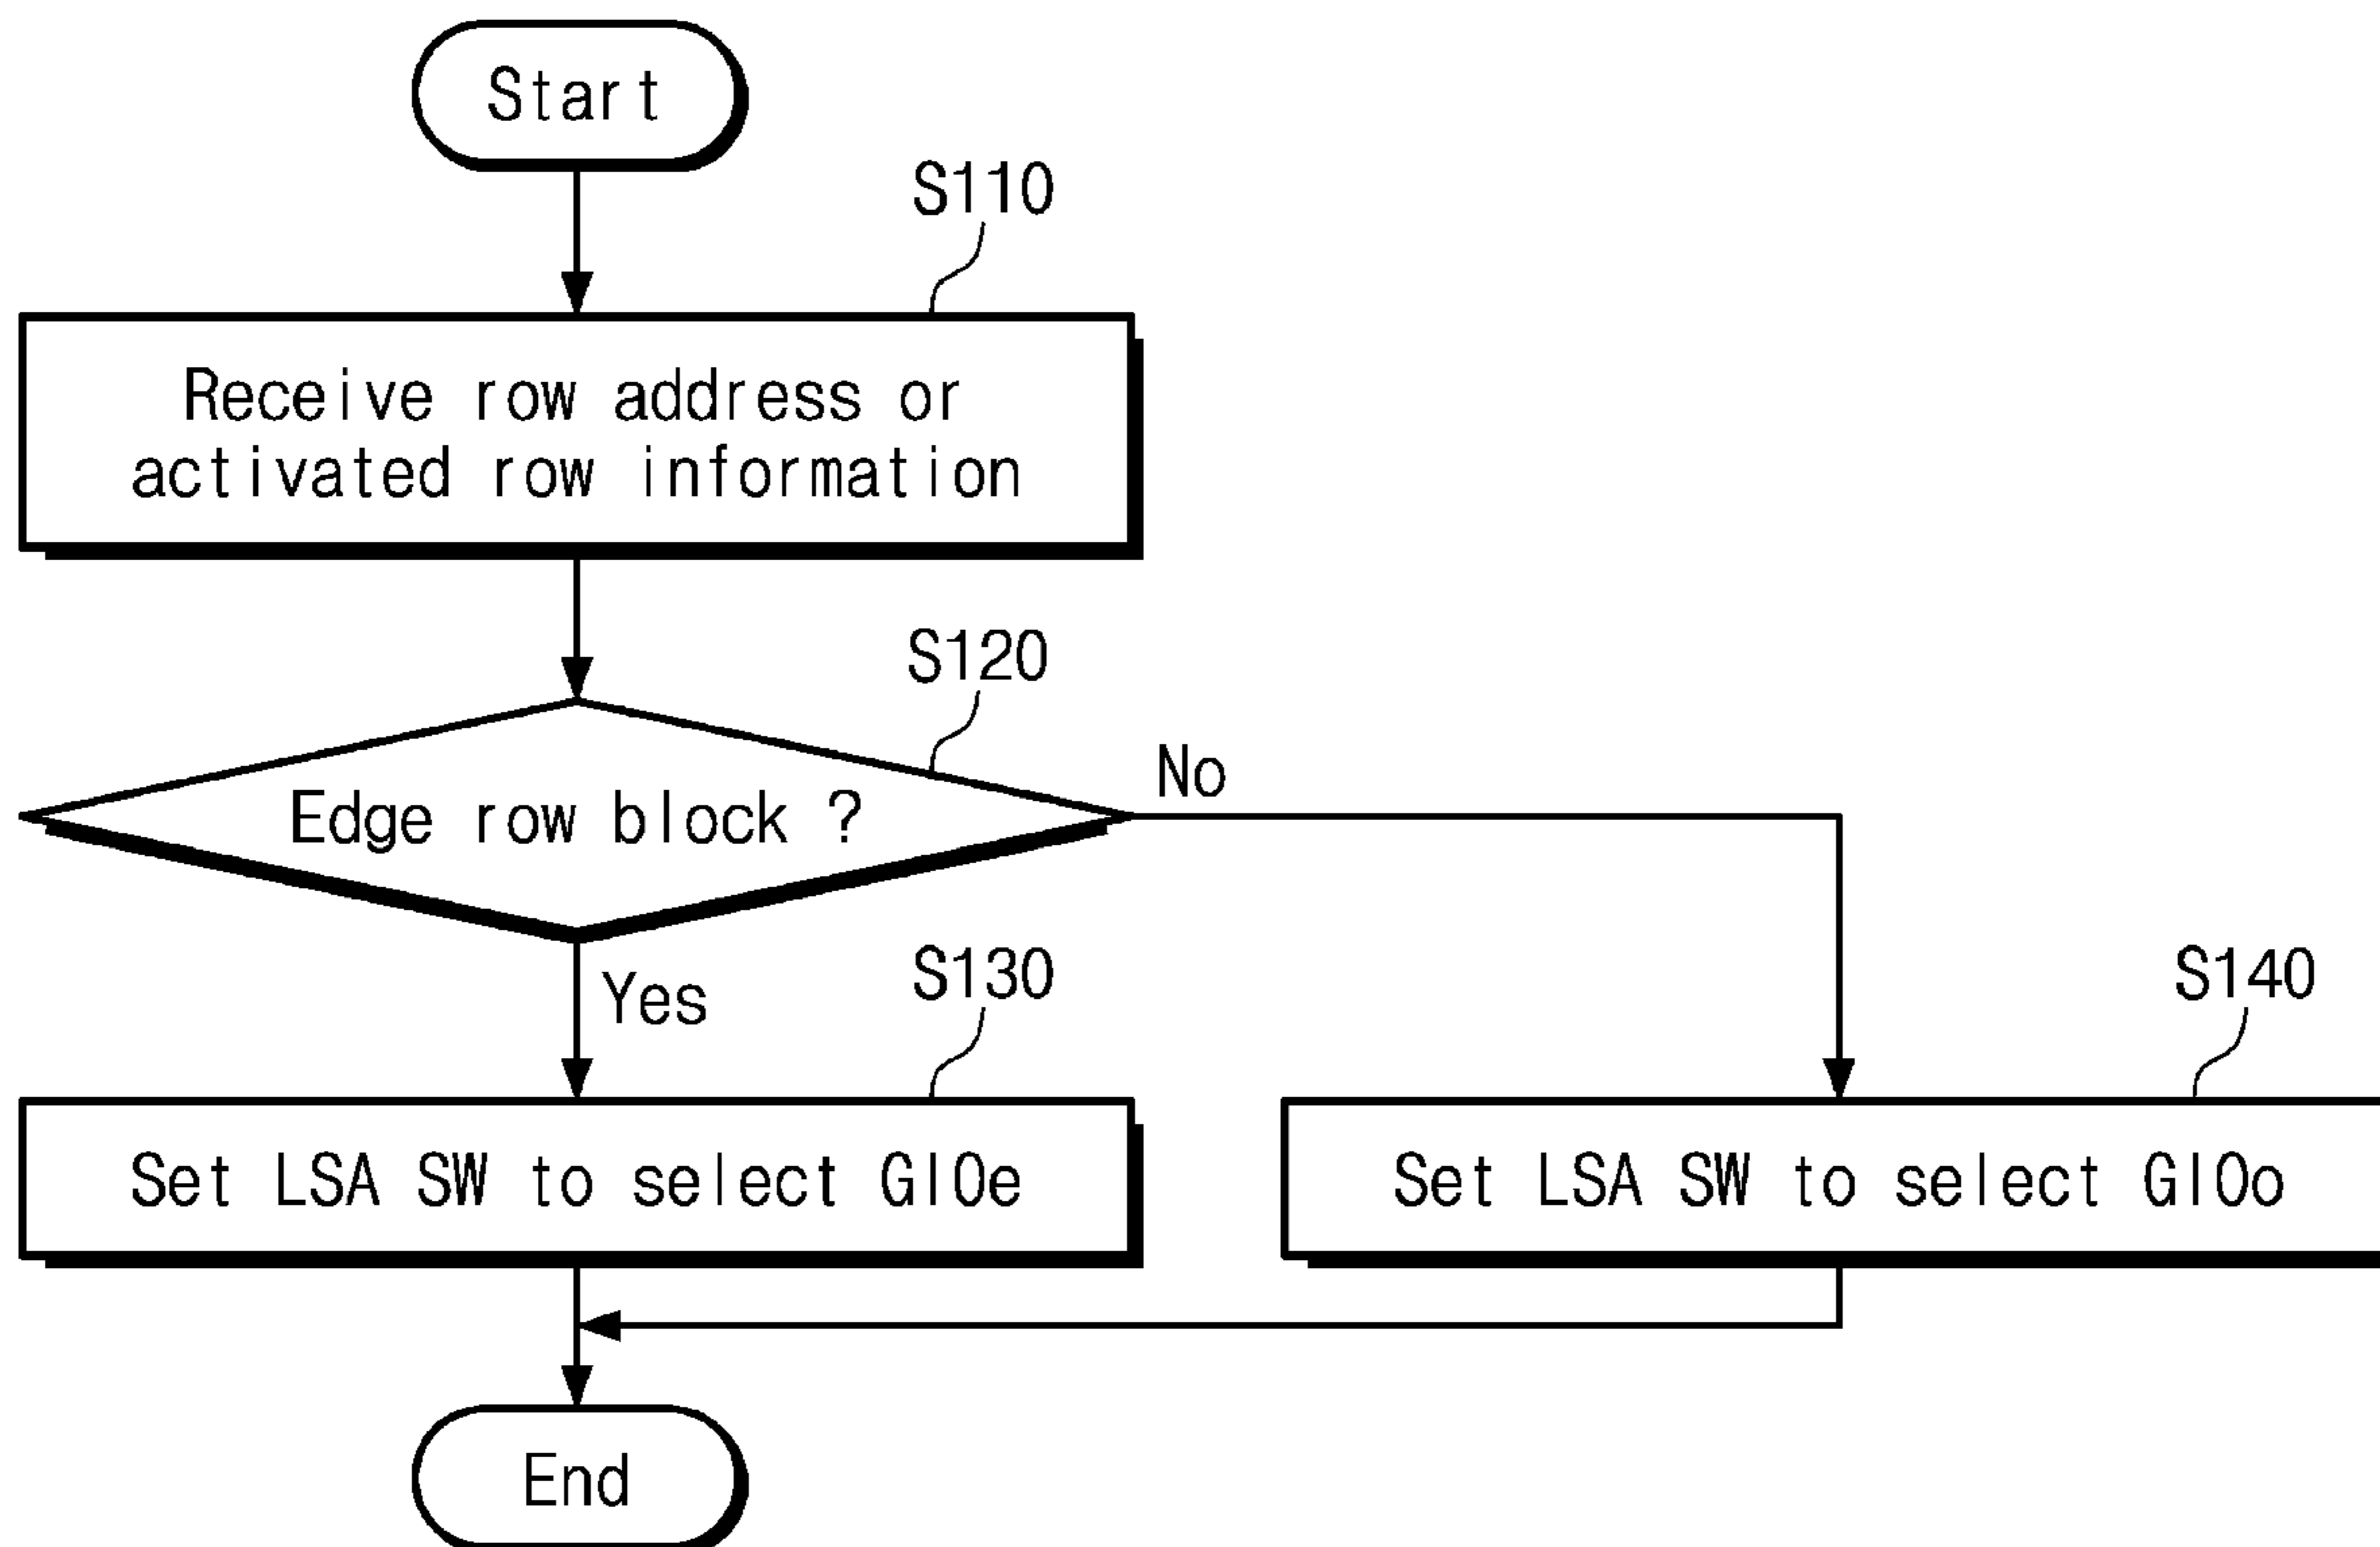 Start
S110
Receive row address or
activated row information
S120
Edge row block ?
No
Yes
S130
S140
Set LSA SW to select GIOe
Set LSA SW to select GIOo
End